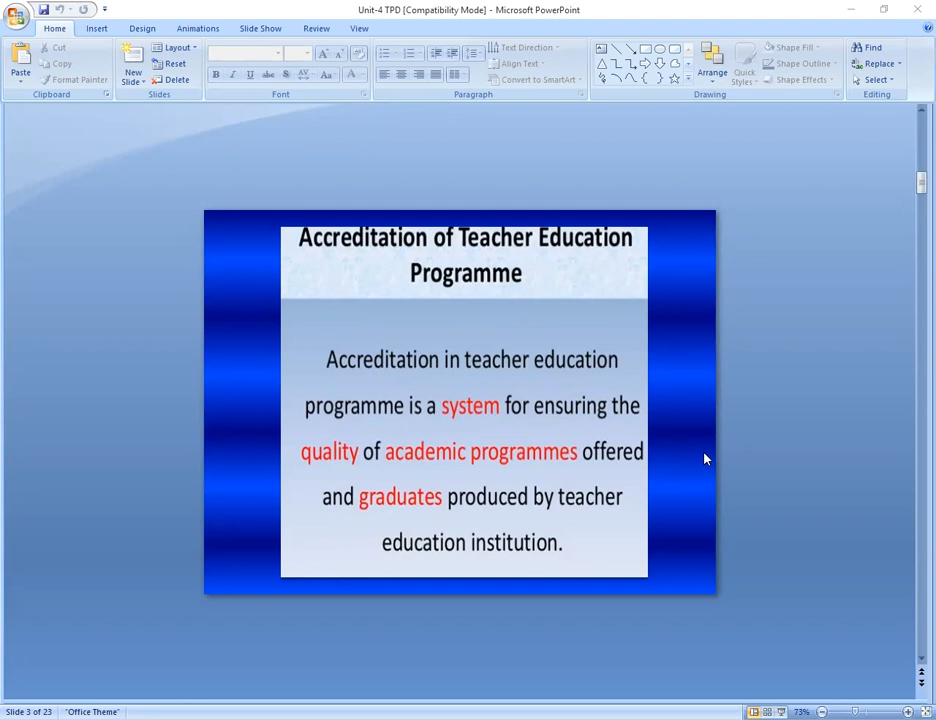 Unit-4 TPD [Compatibility Mode] - Microsoft PowerPoint
Home Insert Design Animations Slide Show Review View
Paste
Cut
Copy
Format Painter
Clipboard
New
Slide
Layout
Reset
Delete
Slides
B I U abc S AV Aa A
Font
Text Direction
Align Text
Convert to SmartArt
Paragraph
Arrange
Quick
Styles
Shape Fill
Shape Outline
Shape Effects
Drawing
Find
Replace
Select
Editing
Accreditation of Teacher Education
Programme
Accreditation in teacher education
programme is a system for ensuring the
quality of academic programmes offered
and graduates produced by teacher
education institution.
Slide 3 of 23 "Office Theme" 73%